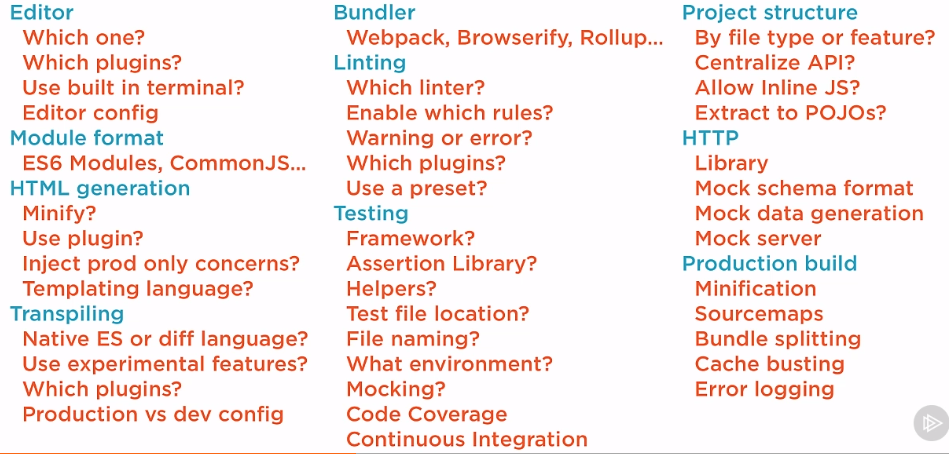 Editor
Which one?
Which plugins?
Use built in terminal?
Editor config
Module format
ES6 Modules, CommonJS...
HTML generation
Minify?
Use plugin?
Inject prod only concerns?
Templating language?
Transpiling
Native ES or diff language?
Use experimental features?
Which plugins?
Production vs dev config
Bundler
Webpack, Browserify, Rollup...
Linting
Which linter?
Enable which rules?
Warning or error?
Which plugins?
Use a preset?
Testing
Framework?
Assertion Library?
Helpers?
Test file location?
File naming?
What environment?
Mocking?
Code Coverage
Continuous Integration
Project structure
By file type or feature?
Centralize API?
Allow Inline JS?
Extract to POJOs?
HTTP
Library
Mock schema format
Mock data generation
Mock server
Production build
Minification
Sourcemaps
Bundle splitting
Cache busting
Error logging